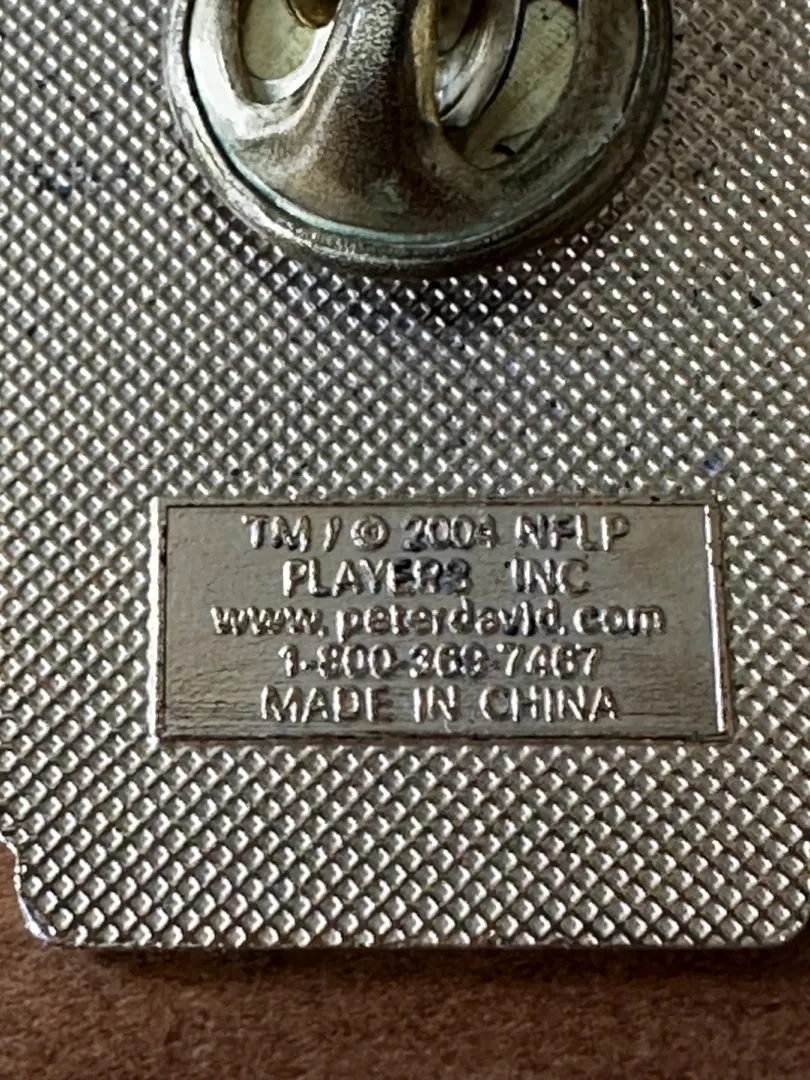 TM / © 2004 NFLP
PLAYERS INC
www.peterdavid.com
1-800-369-7467
MADE IN CHINA